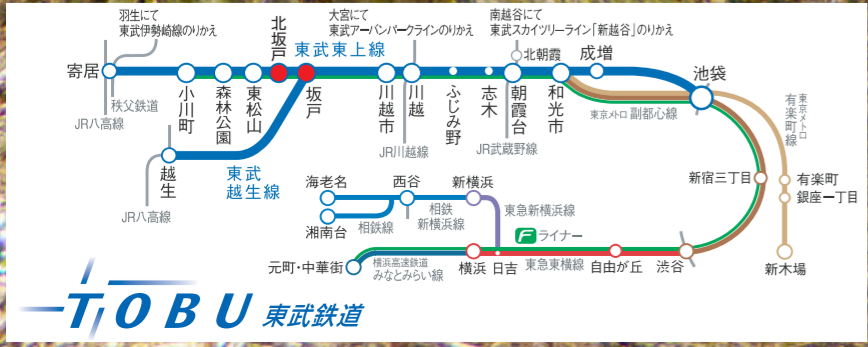 羽生にて
東武伊勢崎線のりかえ
大宮にて
東武アーバンパークラインのりかえ
南越谷にて
東武スカイツリーライン「新越谷」のりかえ
北坂戸
東武東上線
北朝霞
成増
池袋
寄居
秩父鉄道
JR八高線
小川町
森林公園
東松山
坂戸
川越市
川越
ふじみ野
志木
朝霞台
和光市
東京メトロ 副都心線
東京メトロ
有楽町線
JR川越線
JR武蔵野線
越生
東武
越生線
JR八高線
新宿三丁目
有楽町
銀座一丁目
新木場
海老名
西谷
新横浜
湘南台
相鉄線
相鉄
新横浜線
東急新横浜線
F ライナー
元町・中華街
横浜高速鉄道
みなとみらい線
横浜
日吉
東急東横線
自由が丘
渋谷
TOBU 東武鉄道